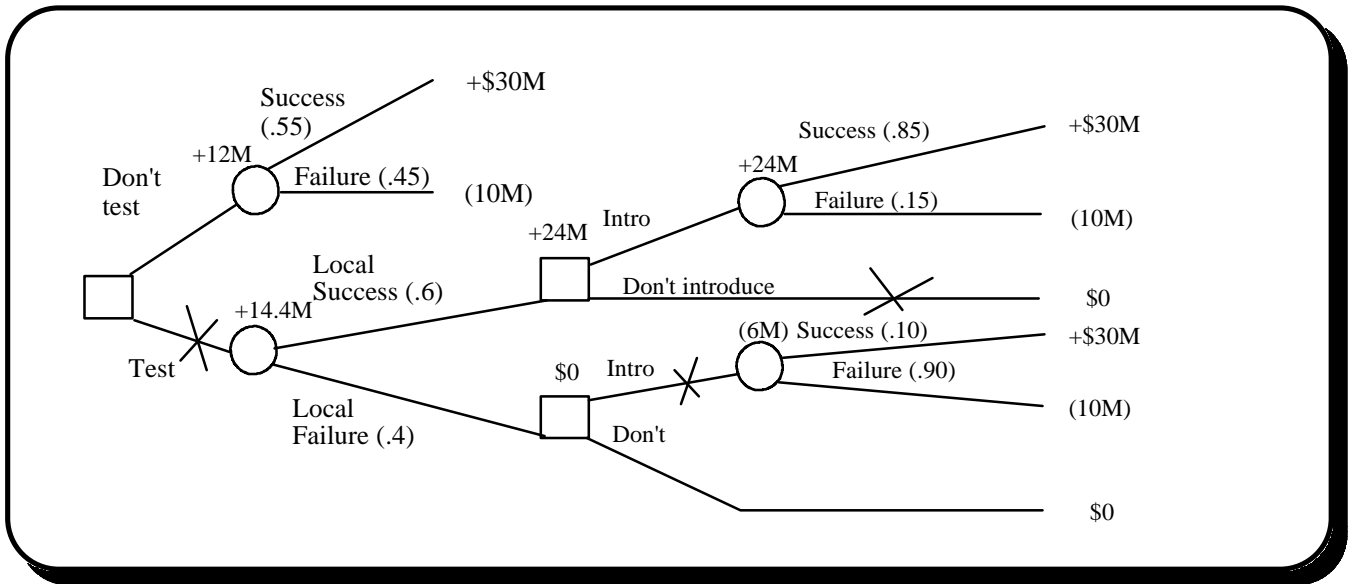 +$30M
Success
(.55)
+12M
Failure (.45)
(10M)
Don't
test
Success (.85)
+$30M
+24M
Failure (.15)
(10M)
Intro
+24M
Local
Success (.6)
Don't introduce
$0
+14.4M
(6M) Success (.10)
+$30M
Test
$0
Intro
Failure (.90)
(10M)
Local
Failure (.4)
Don't
$0